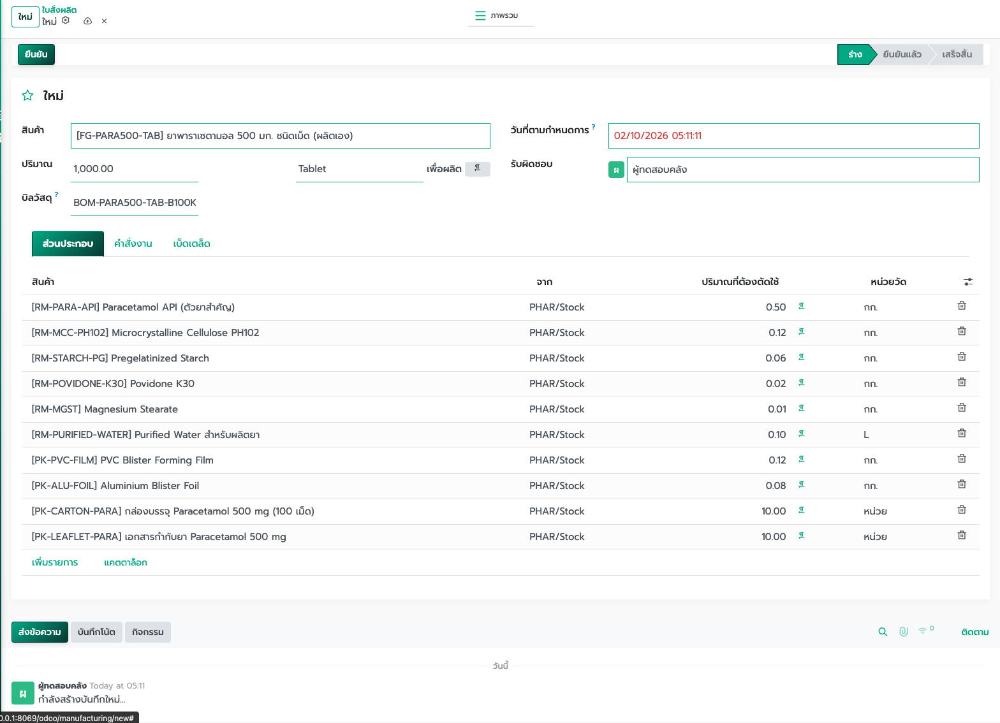 ใหม่
ใบสั่งผลิต
ใหม่
ภาพรวม
ยืนยัน
ร่าง
ยืนยันแล้ว
เสร็จสิ้น
ใหม่
สินค้า
[FG-PARA500-TAB] ยาพาราเซตามอล 500 มก. ชนิดเม็ด (ผลิตเอง)
วันที่ตามกำหนดการ ?
02/10/2026 05:11:11
ปริมาณ
1,000.00
Tablet
เพื่อผลิต
รับผิดชอบ
ผ
ผู้ทดสอบคลัง
บิลวัสดุ ?
BOM-PARA500-TAB-B100K
ส่วนประกอบ
คำสั่งงาน
เบ็ดเตล็ด
สินค้า จาก ปริมาณที่ต้องตัดใช้ หน่วยวัด
[RM-PARA-API] Paracetamol API (ตัวยาสำคัญ) PHAR/Stock 0.50 กก.
[RM-MCC-PH102] Microcrystalline Cellulose PH102 PHAR/Stock 0.12 กก.
[RM-STARCH-PG] Pregelatinized Starch PHAR/Stock 0.06 กก.
[RM-POVIDONE-K30] Povidone K30 PHAR/Stock 0.02 กก.
[RM-MGST] Magnesium Stearate PHAR/Stock 0.01 กก.
[RM-PURIFIED-WATER] Purified Water สำหรับผลิตยา PHAR/Stock 0.10 L
[PK-PVC-FILM] PVC Blister Forming Film PHAR/Stock 0.12 กก.
[PK-ALU-FOIL] Aluminium Blister Foil PHAR/Stock 0.08 กก.
[PK-CARTON-PARA] กล่องบรรจุ Paracetamol 500 mg (100 เม็ด) PHAR/Stock 10.00 หน่วย
[PK-LEAFLET-PARA] เอกสารกำกับยา Paracetamol 500 mg PHAR/Stock 10.00 หน่วย
เพิ่มรายการ
แคตตาล็อก
ส่งข้อความ
บันทึกโน้ต
กิจกรรม
0
ติดตาม
วันนี้
ผ
ผู้ทดสอบคลัง Today at 05:11
กำลังสร้างบันทึกใหม่...
0.0.1:8069/odoo/manufacturing/new#